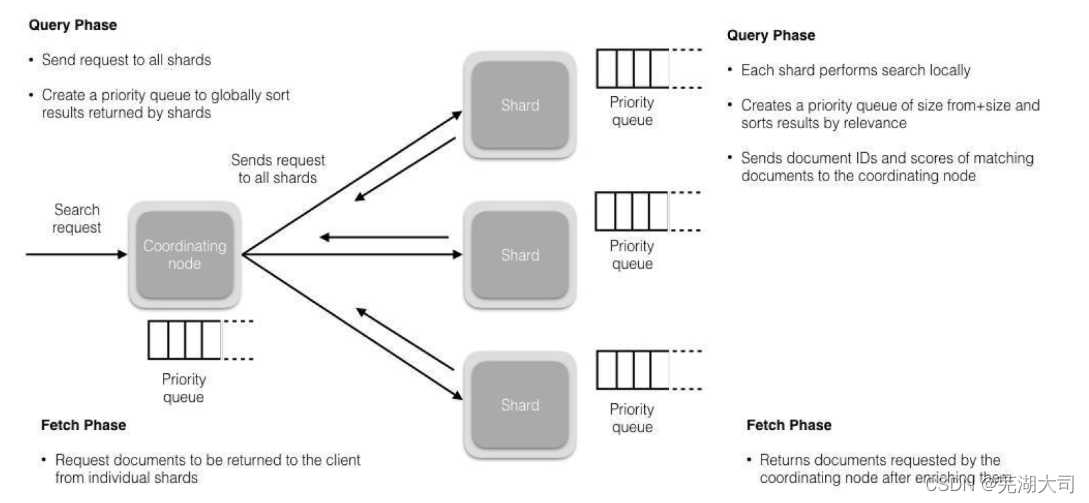 Query Phase
• Send request to all shards
• Create a priority queue to globally sort
results returned by shards
Sends request
to all shards
Search
request
Coordinating
node
Priority
queue
Shard
Priority
queue
Shard
Priority
queue
Shard
Priority
queue
Query Phase
• Each shard performs search locally
• Creates a priority queue of size from+size and
sorts results by relevance
• Sends document IDs and scores of matching
documents to the coordinating node
Fetch Phase
• Request documents to be returned to the client
from individual shards
Fetch Phase
• Returns documents requested by the
coordinating node after enriching them
CSDN @芜湖大司